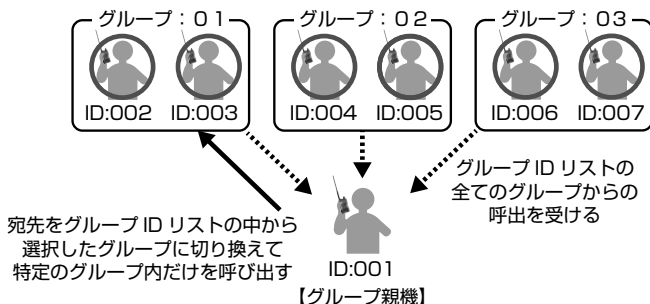 グループ：０１
グループ：０２
グループ：０３
ID:002
ID:003
ID:004
ID:005
ID:006
ID:007
グループ ID リストの
全てのグループからの
呼出を受ける
宛先をグループ ID リストの中から
選択したグループに切り換えて
特定のグループ内だけを呼び出す
ID:001
【グループ親機】